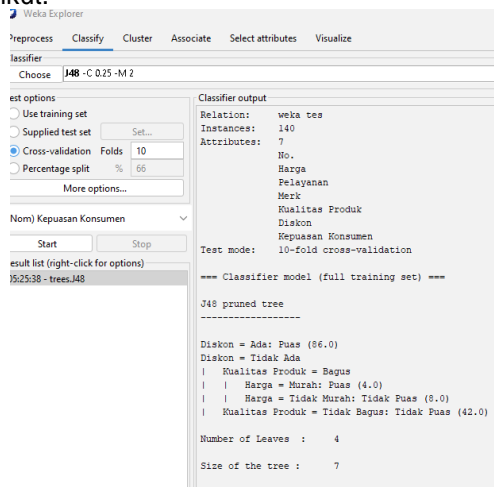 Weka Explorer
Preprocess Classify Cluster Associate Select attributes Visualize
Classifier
Choose J48 -C 0.25 -M 2
Test options
Use training set
Supplied test set Set...
Cross-validation Folds 10
Percentage split % 66
More options...
(Nom) Kepuasan Konsumen
Start Stop
Result list (right-click for options)
05:25:38 - trees.J48
Classifier output
Relation: weka tes
Instances: 140
Attributes: 7
No.
Harga
Pelayanan
Merk
Kualitas Produk
Diskon
Kepuasan Konsumen
Test mode: 10-fold cross-validation
=== Classifier model (full training set) ===
J48 pruned tree
------------------
Diskon = Ada: Puas (86.0)
Diskon = Tidak Ada
| Kualitas Produk = Bagus
| | Harga = Murah: Puas (4.0)
| | Harga = Tidak Murah: Tidak Puas (8.0)
| Kualitas Produk = Tidak Bagus: Tidak Puas (42.0)
Number of Leaves : 4
Size of the tree : 7